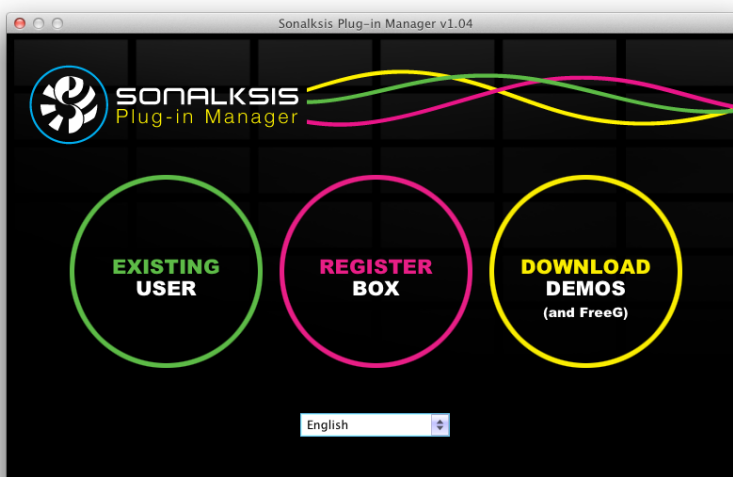 Sonalksis Plug-in Manager v1.04
SONALKSIS
Plug-in Manager
EXISTING
USER
REGISTER
BOX
DOWNLOAD
DEMOS
(and FreeG)
English